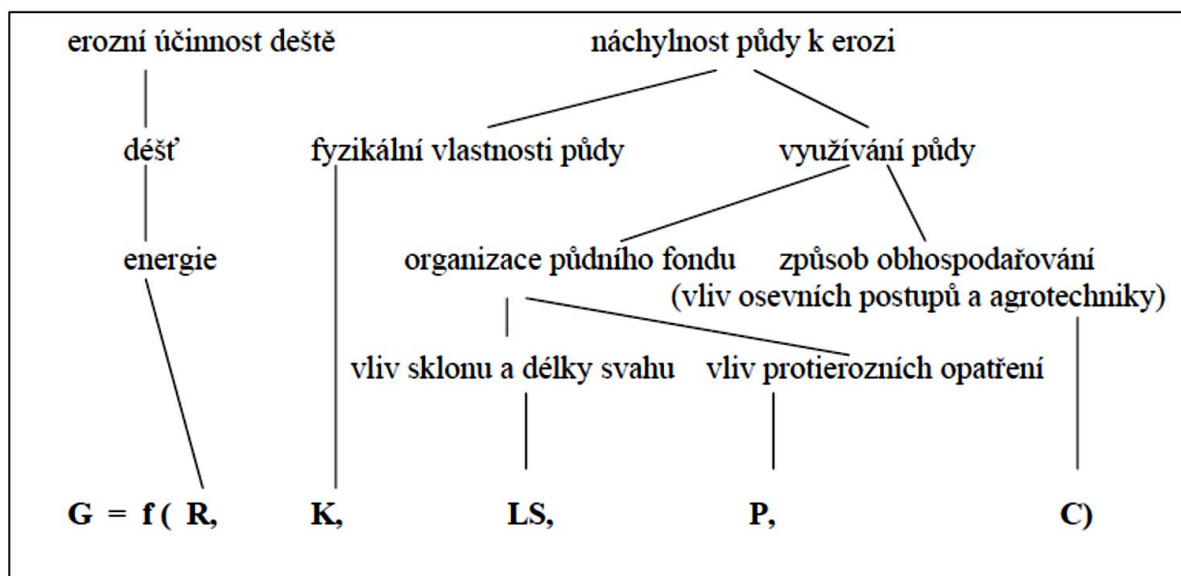 erozní účinnost deště náchylnost půdy k erozi
déšť fyzikální vlastnosti půdy využívání půdy
energie organizace půdního fondu způsob obhospodařování
(vliv osevních postupů a agrotechniky)
vliv sklonu a délky svahu vliv protierozních opatření
G = f ( R, K, LS, P, C)